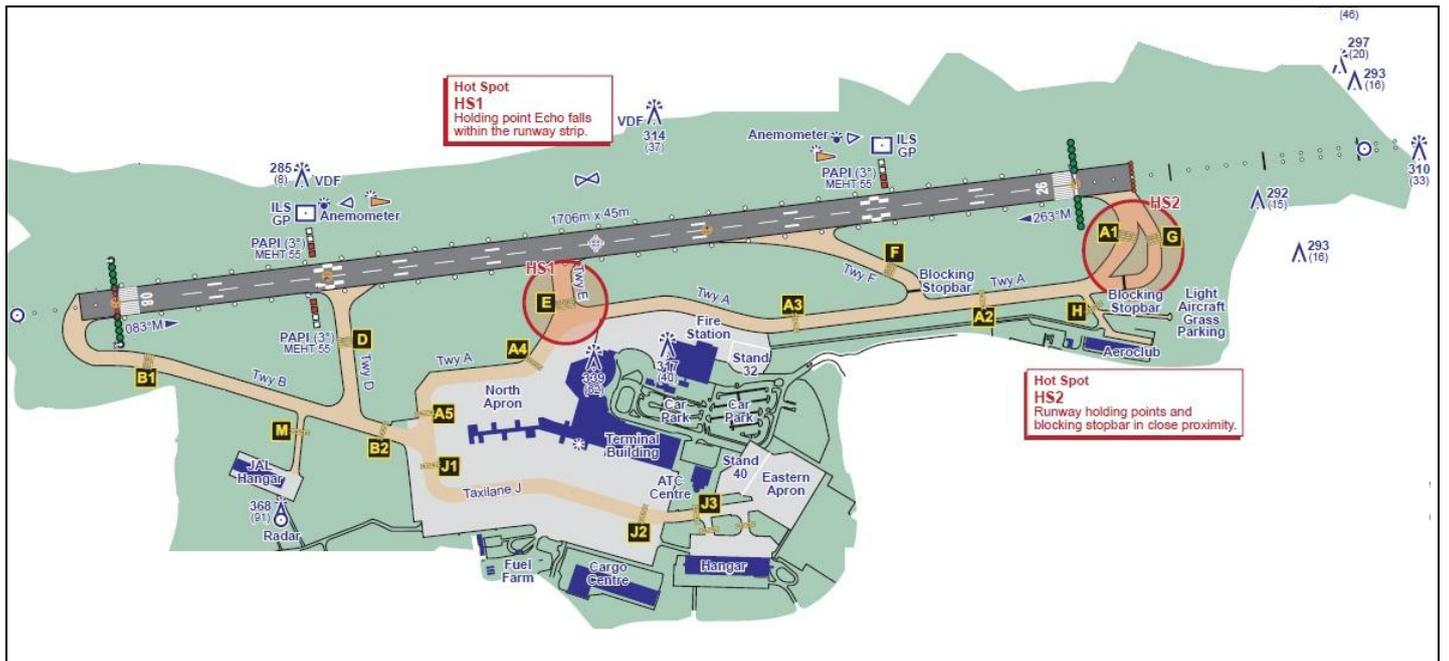 (46)
297
(20)
293
(16)
Hot Spot
HS1
Holding point Echo falls
within the runway strip.
VDF
314
(37)
Anemometer
ILS
GP
310
(33)
285
(8)
VDF
ILS
GP
Anemometer
PAPI (3°)
MEHT 55
PAPI (3°)
MEHT 55
26
292
(15)
HS2
263°M
1706m x 45m
A1
G
293
(16)
F
Twy F
Blocking
Stopbar
HS1
Twy E
E
08
083°M
PAPI (3°)
MEHT 55
D
Twy D
Twy A
A3
Twy A
A2
H
Blocking
Stopbar
Light
Aircraft
Grass
Parking
Aeroclub
Fire
Station
Stand
32
A4
Twy A
339
(62)
317
(40)
B1
Twy B
North
Apron
Car
Park
Car
Park
Hot Spot
HS2
Runway holding points and
blocking stopbar in close proximity.
A5
M
B2
Terminal
Building
J1
JAL
Hangar
Taxilane J
ATC
Centre
Stand
40
Eastern
Apron
368
(91)
Radar
J2
J3
Fuel
Farm
Cargo
Centre
Hangar